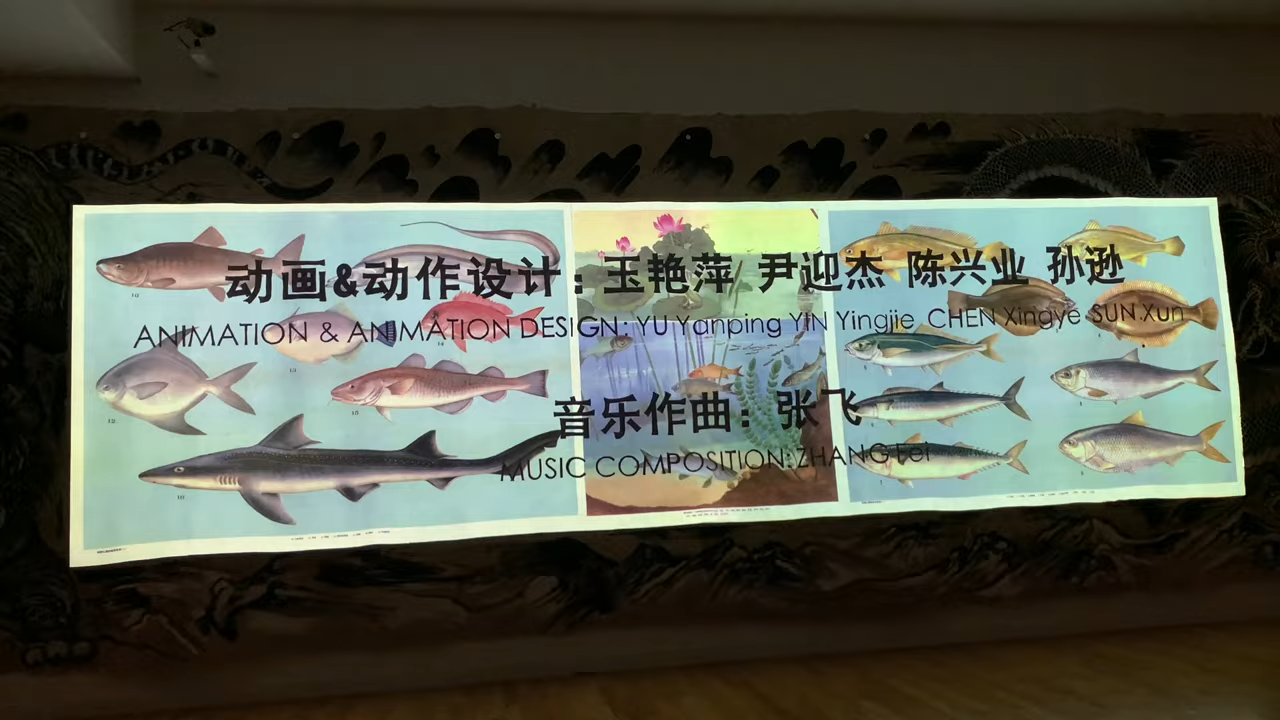 动画&动作设计：玉艳萍 尹迎杰 陈兴业 孙逊
ANIMATION & ANIMATION DESIGN: YU Yanping YIN Yingjie CHEN Xingye SUN Xun
音乐作曲：张飞
MUSIC COMPOSITION: ZHANG Fei